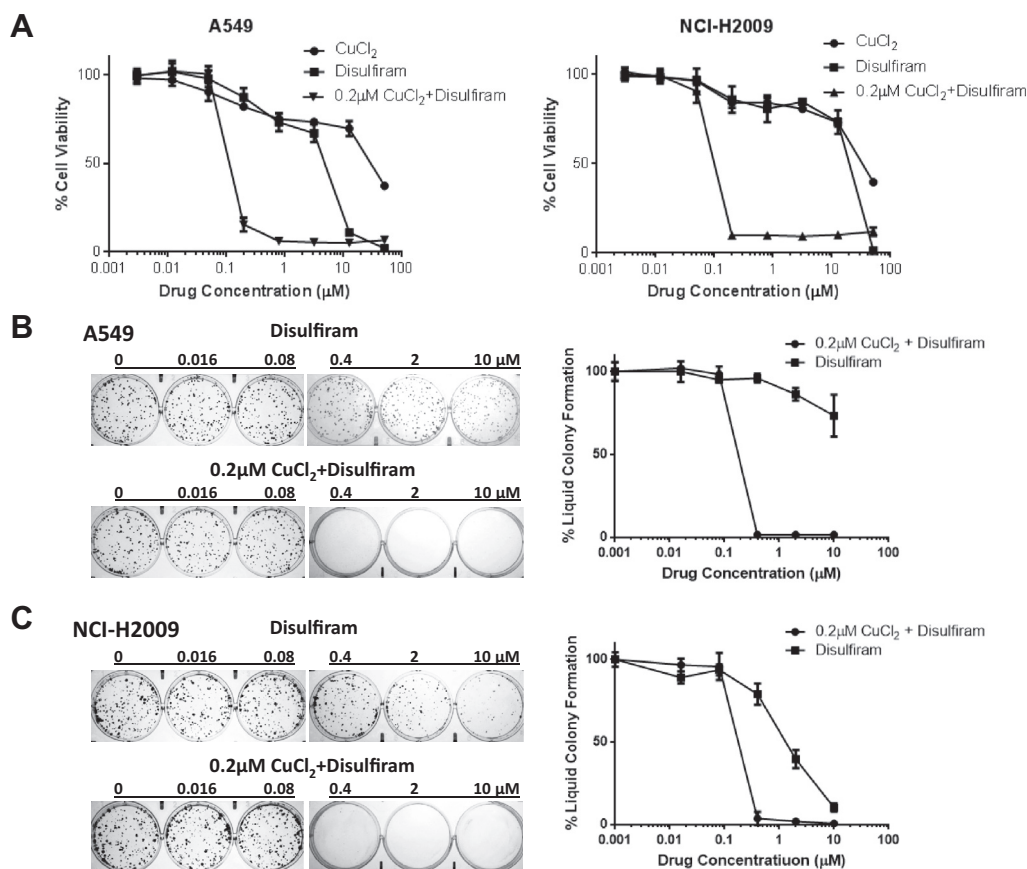 A
A549
CuCl₂
Disulfiram
0.2µM CuCl₂+Disulfiram
% Cell Viability
100
50
0
0.001 0.01 0.1 1 10 100
Drug Concentration (µM)
NCI-H2009
CuCl₂
Disulfiram
0.2µM CuCl₂+Disulfiram
% Cell Viability
100
50
0
0.001 0.01 0.1 1 10 100
Drug Concentration (µM)
B
A549
Disulfiram
0 0.016 0.08 0.4 2 10 µM
0.2µM CuCl₂+Disulfiram
0 0.016 0.08 0.4 2 10 µM
0.2µM CuCl₂ + Disulfiram
Disulfiram
% Liquid Colony Formation
100
50
0
0.001 0.01 0.1 1 10 100
Drug Concentration (µM)
C
NCI-H2009
Disulfiram
0 0.016 0.08 0.4 2 10 µM
0.2µM CuCl₂+Disulfiram
0 0.016 0.08 0.4 2 10 µM
0.2µM CuCl₂ + Disulfiram
Disulfiram
% Liquid Colony Formation
100
50
0
0.001 0.01 0.1 1 10 100
Drug Concentratiuon (µM)